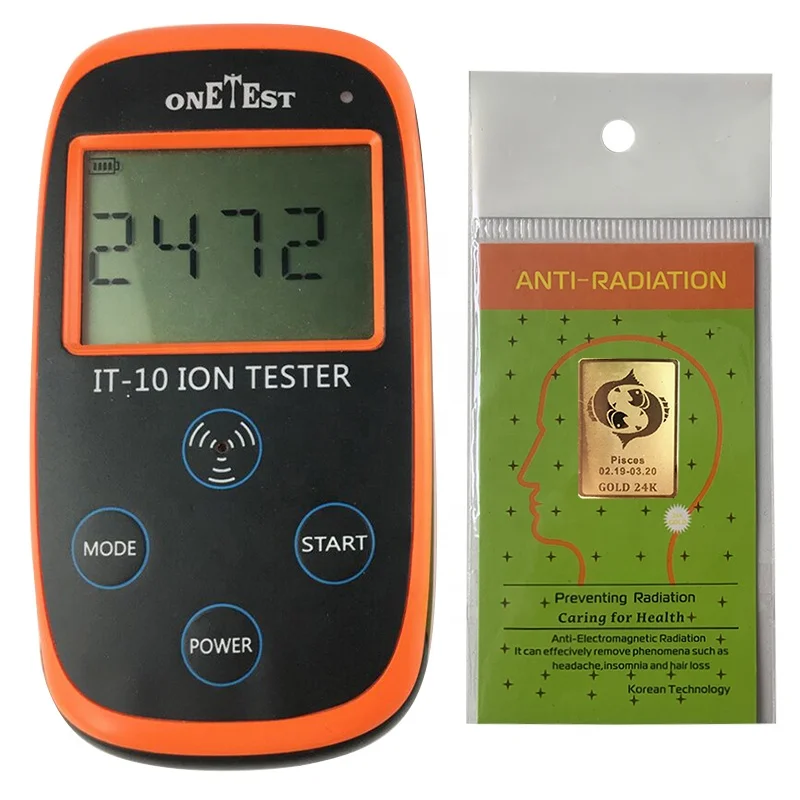 ONETEST
2472
IT-10 ION TESTER
MODE
START
POWER
ANTI-RADIATION
Pisces
02.19-03.20
GOLD 24K
Preventing Radiation
Caring for Health
Anti-Electromagnetic Radiation
It can effecively remove phenomena such as
headache,insomnia and hair loss
Korean Technology